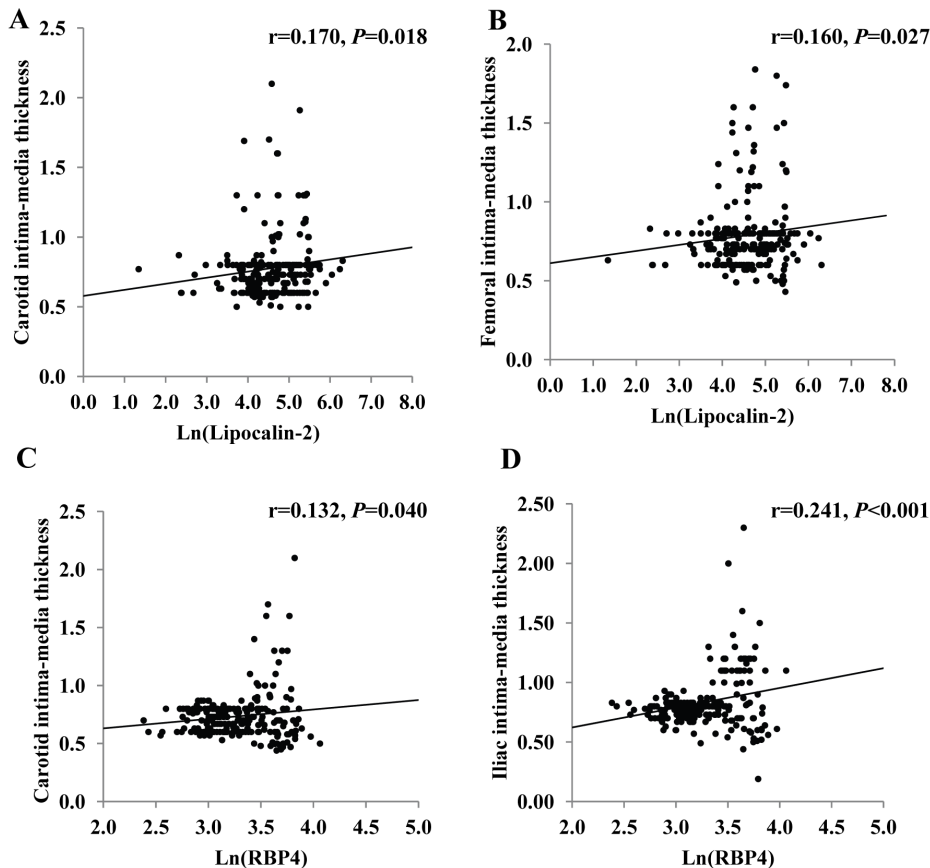 A
r=0.170, P=0.018
Carotid intima-media thickness
2.5
2.0
1.5
1.0
0.5
0.0
0.0 1.0 2.0 3.0 4.0 5.0 6.0 7.0 8.0
Ln(Lipocalin-2)
B
r=0.160, P=0.027
Femoral intima-media thickness
2.0
1.5
1.0
0.5
0.0
0.0 1.0 2.0 3.0 4.0 5.0 6.0 7.0 8.0
Ln(Lipocalin-2)
C
r=0.132, P=0.040
Carotid intima-media thickness
2.5
2.0
1.5
1.0
0.5
0.0
2.0 2.5 3.0 3.5 4.0 4.5 5.0
Ln(RBP4)
D
r=0.241, P<0.001
Iliac intima-media thickness
2.50
2.00
1.50
1.00
0.50
0.00
2.0 2.5 3.0 3.5 4.0 4.5 5.0
Ln(RBP4)